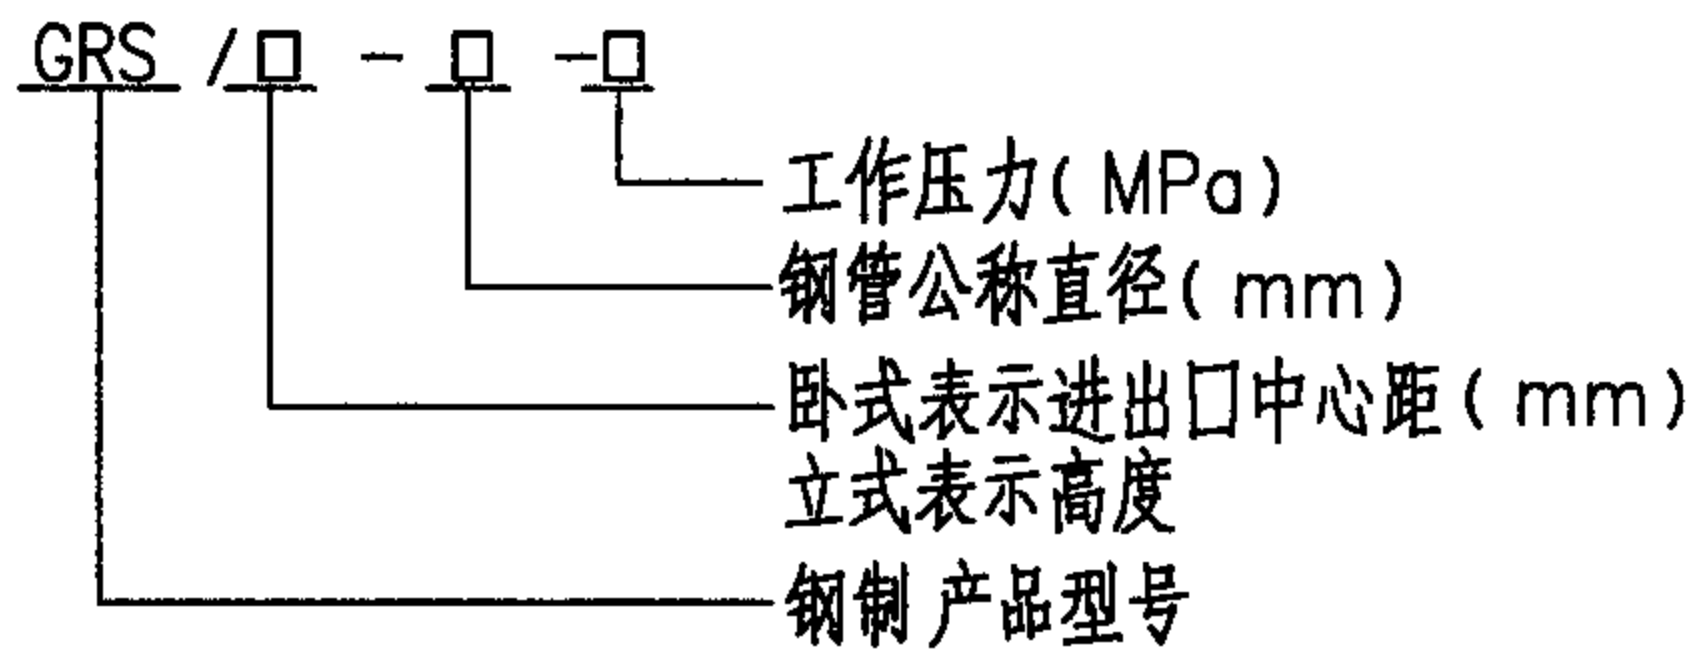 GRS /□ - □ -□
工作压力( MPa )
钢管公称直径( mm )
卧式表示进出口中心距( mm )
立式表示高度
钢制产品型号